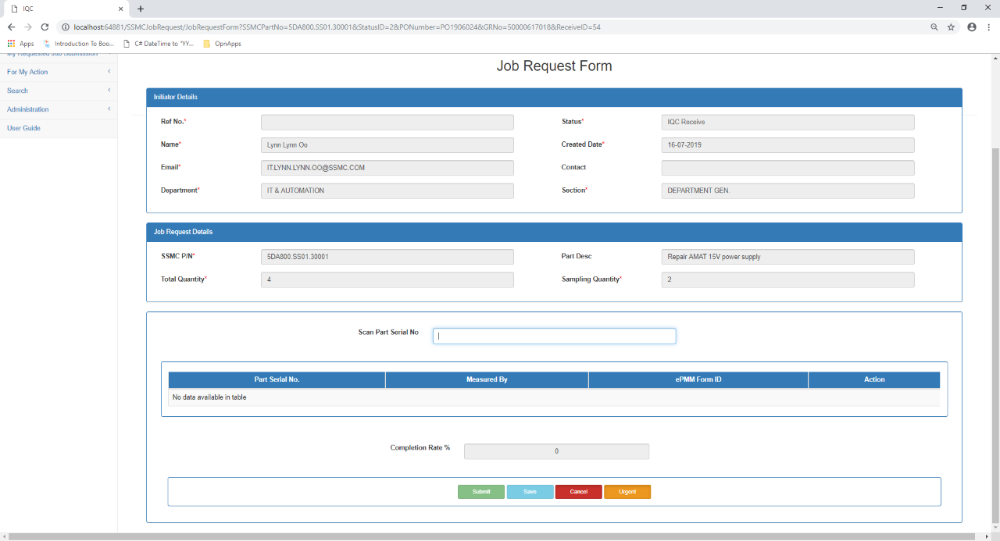 IQC
localhost:64881/SSMCJobRequest/JobRequestForm?SSMCPartNo=5DA800.SS01.30001&StatusID=2&PONumber=PO1906024&GRNo=50000617018&ReceiveID=54
Apps Introduction To Boo... C# DateTime to "YY... OpnApps
My Requested Job Submission
For My Action
Search
Administration
User Guide
Job Request Form
Initiator Details
Ref No.* Status* IQC Receive
Name* Lynn Lynn Oo Created Date* 16-07-2019
Email* IT.LYNN.LYNN.OO@SSMC.COM Contact
Department* IT & AUTOMATION Section* DEPARTMENT GEN.
Job Request Details
SSMC P/N* 5DA800.SS01.30001 Part Desc Repair AMAT 15V power supply
Total Quantity* 4 Sampling Quantity* 2
Scan Part Serial No
Part Serial No. Measured By ePMM Form ID Action
No data available in table
Completion Rate % 0
Submit Save Cancel Urgent